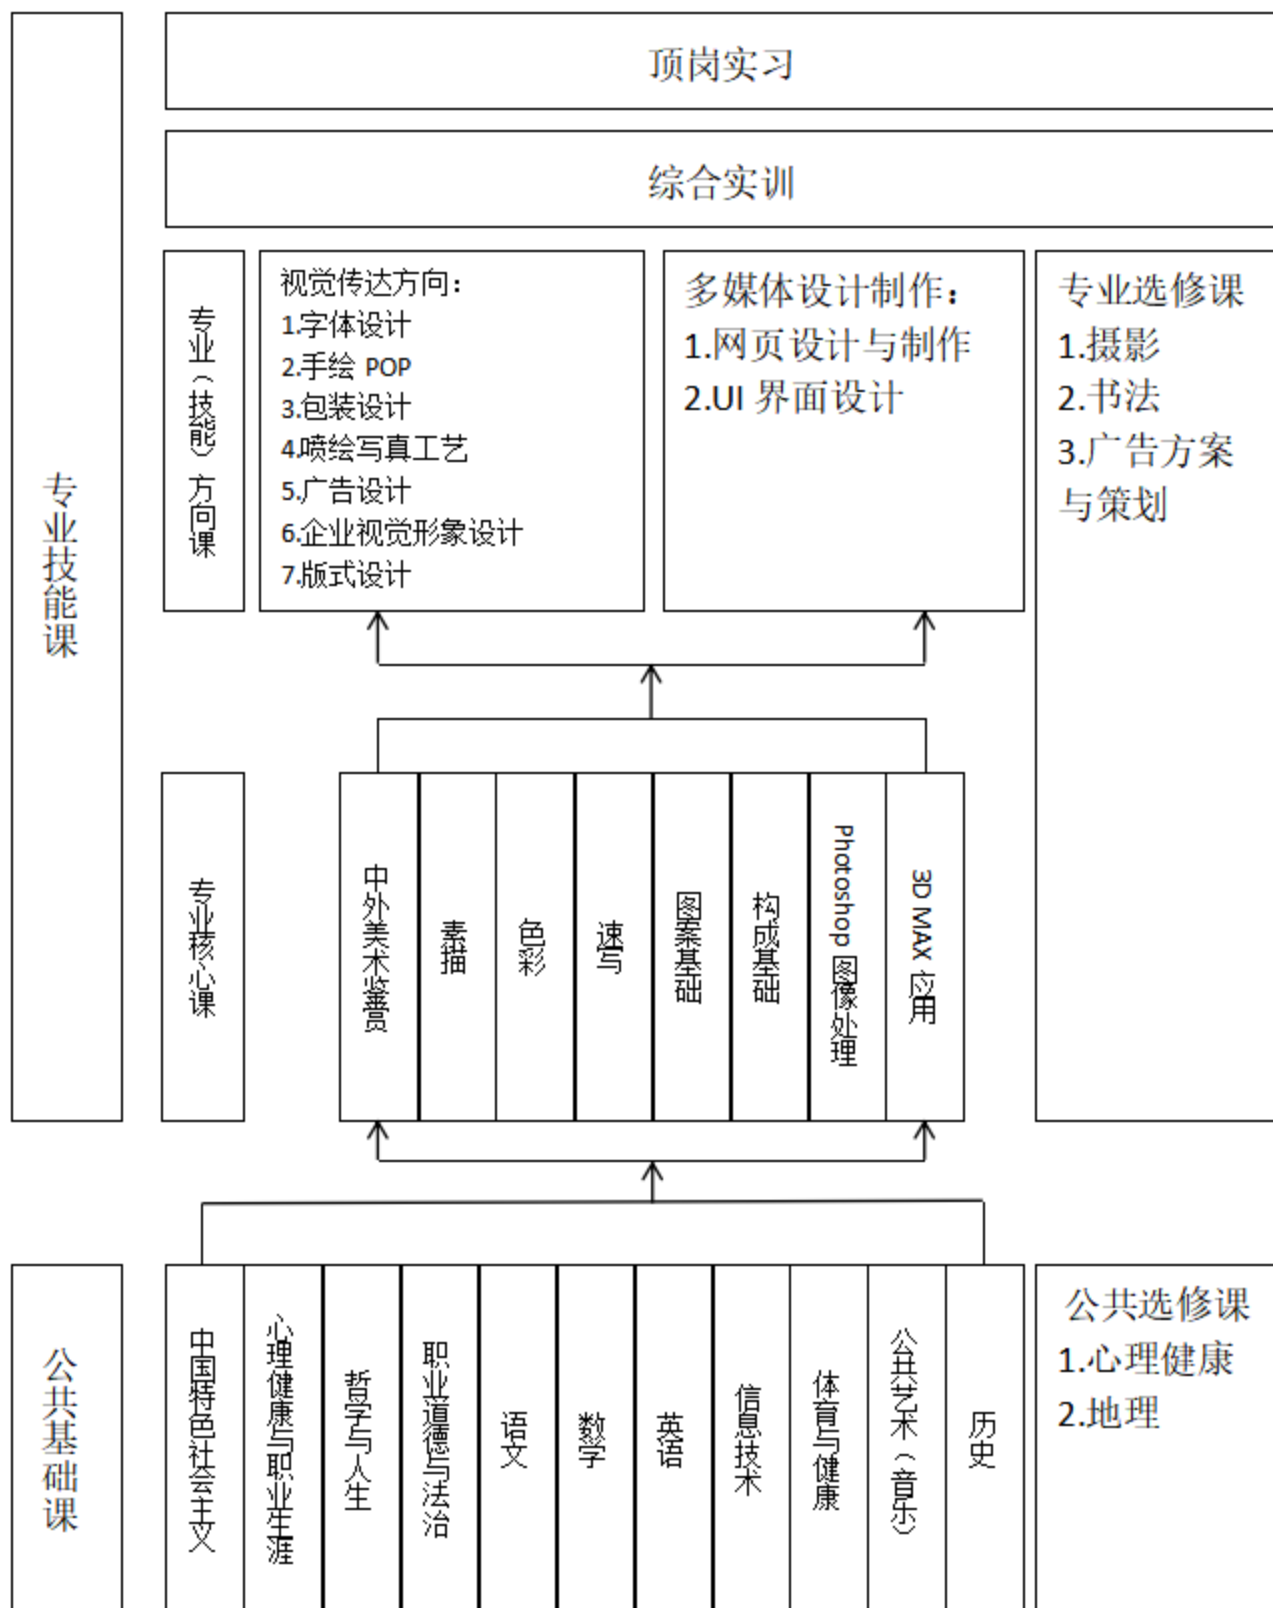 顶岗实习
综合实训
专业技能课
专业（技能）方向课
视觉传达方向：
1.字体设计
2.手绘 POP
3.包装设计
4.喷绘写真工艺
5.广告设计
6.企业视觉形象设计
7.版式设计
多媒体设计制作：
1.网页设计与制作
2.UI 界面设计
专业选修课
1.摄影
2.书法
3.广告方案
与策划
专业核心课
中外美术鉴赏
素描
色彩
速写
图案基础
构成基础
Photoshop 图像处理
3D MAX 应用
公共基础课
中国特色社会主义
心理健康与职业生涯
哲学与人生
职业道德与法治
语文
数学
英语
信息技术
体育与健康
公共艺术（音乐）
历史
公共选修课
1.心理健康
2.地理